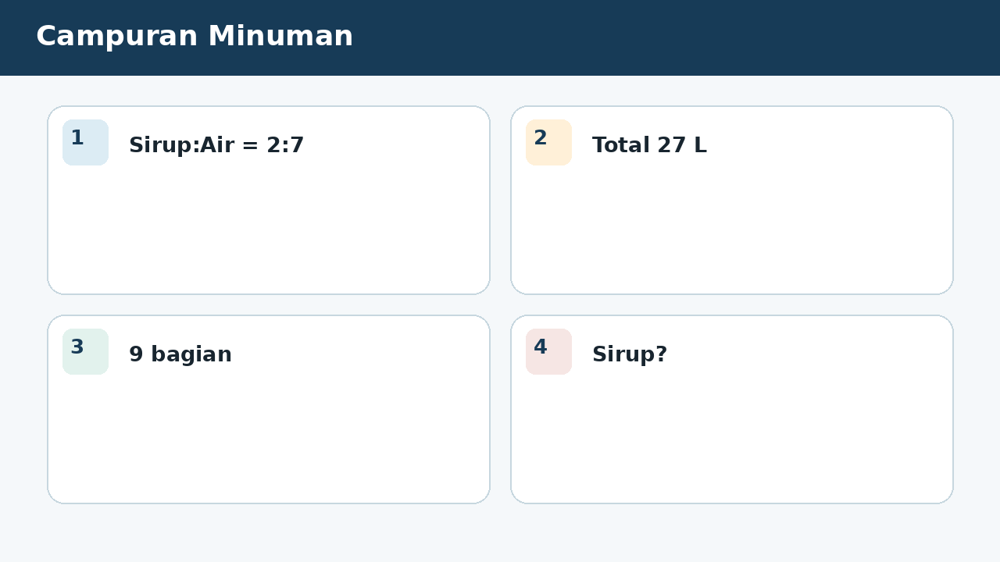 Campuran Minuman
1
Sirup:Air = 2:7
2
Total 27 L
3
9 bagian
4
Sirup?